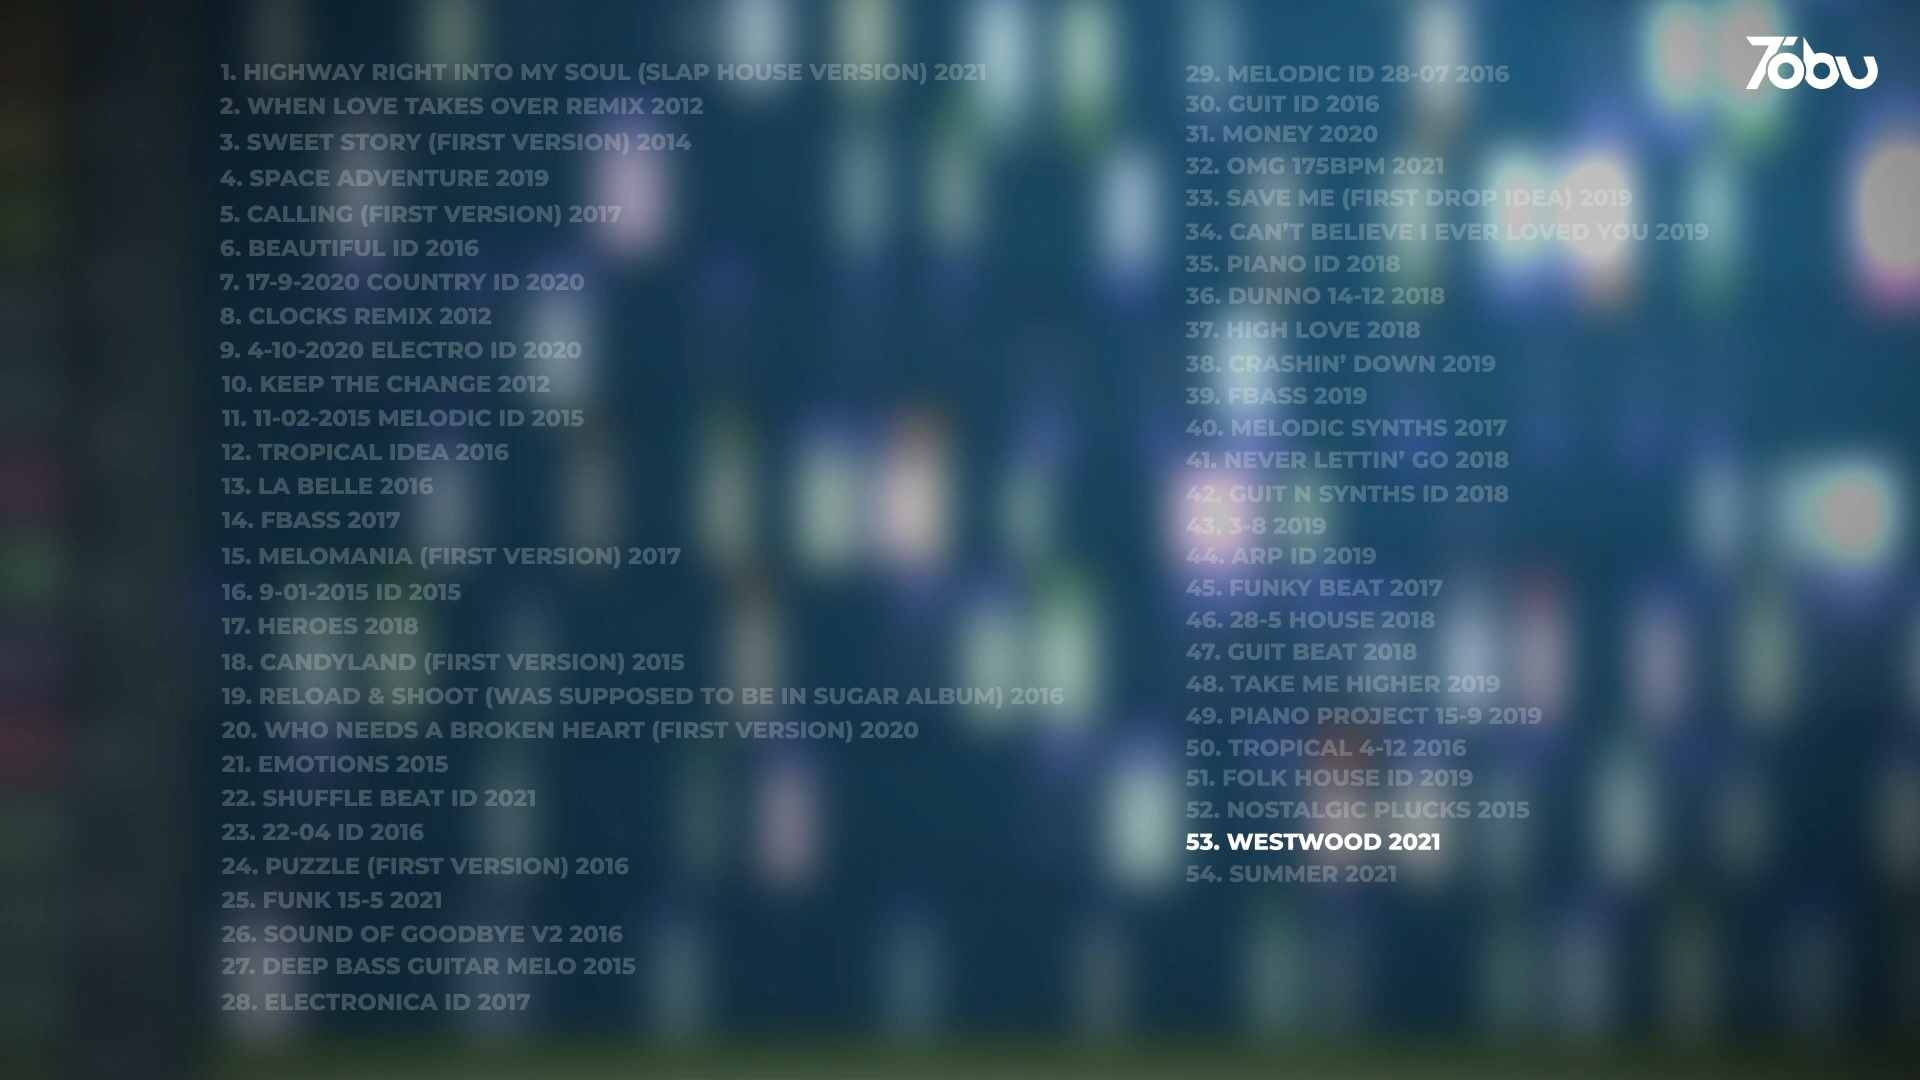 1. HIGHWAY RIGHT INTO MY SOUL (SLAP HOUSE VERSION) 2021
2. WHEN LOVE TAKES OVER REMIX 2012
3. SWEET STORY (FIRST VERSION) 2014
4. SPACE ADVENTURE 2019
5. CALLING (FIRST VERSION) 2017
6. BEAUTIFUL ID 2016
7. 17-9-2020 COUNTRY ID 2020
8. CLOCKS REMIX 2012
9. 4-10-2020 ELECTRO ID 2020
10. KEEP THE CHANGE 2012
11. 11-02-2015 MELODIC ID 2015
12. TROPICAL IDEA 2016
13. LA BELLE 2016
14. FBASS 2017
15. MELOMANIA (FIRST VERSION) 2017
16. 9-01-2015 ID 2015
17. HEROES 2018
18. CANDYLAND (FIRST VERSION) 2015
19. RELOAD & SHOOT (WAS SUPPOSED TO BE IN SUGAR ALBUM) 2016
20. WHO NEEDS A BROKEN HEART (FIRST VERSION) 2020
21. EMOTIONS 2015
22. SHUFFLE BEAT ID 2021
23. 22-04 ID 2016
24. PUZZLE (FIRST VERSION) 2016
25. FUNK 15-5 2021
26. SOUND OF GOODBYE V2 2016
27. DEEP BASS GUITAR MELO 2015
28. ELECTRONICA ID 2017
29. MELODIC ID 28-07 2016
30. GUIT ID 2016
31. MONEY 2020
32. OMG 175BPM 2021
33. SAVE ME (FIRST DROP IDEA) 2019
34. CAN'T BELIEVE I EVER LOVED YOU 2019
35. PIANO ID 2018
36. DUNNO 14-12 2018
37. HIGH LOVE 2018
38. CRASHIN' DOWN 2019
39. FBASS 2019
40. MELODIC SYNTHS 2017
41. NEVER LETTIN' GO 2018
42. GUIT N SYNTHS ID 2018
43. 3-8 2019
44. ARP ID 2019
45. FUNKY BEAT 2017
46. 28-5 HOUSE 2018
47. GUIT BEAT 2018
48. TAKE ME HIGHER 2019
49. PIANO PROJECT 15-9 2019
50. TROPICAL 4-12 2016
51. FOLK HOUSE ID 2019
52. NOSTALGIC PLUCKS 2015
53. WESTWOOD 2021
54. SUMMER 2021
Tobu